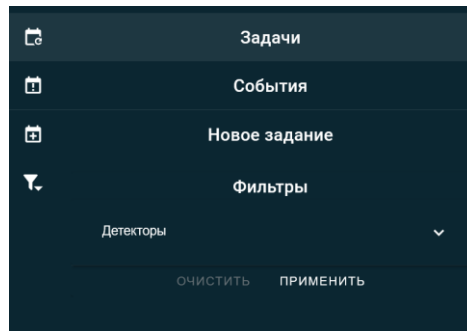 Задачи
События
Новое задание
Фильтры
Детекторы
ОЧИСТИТЬ ПРИМЕНИТЬ